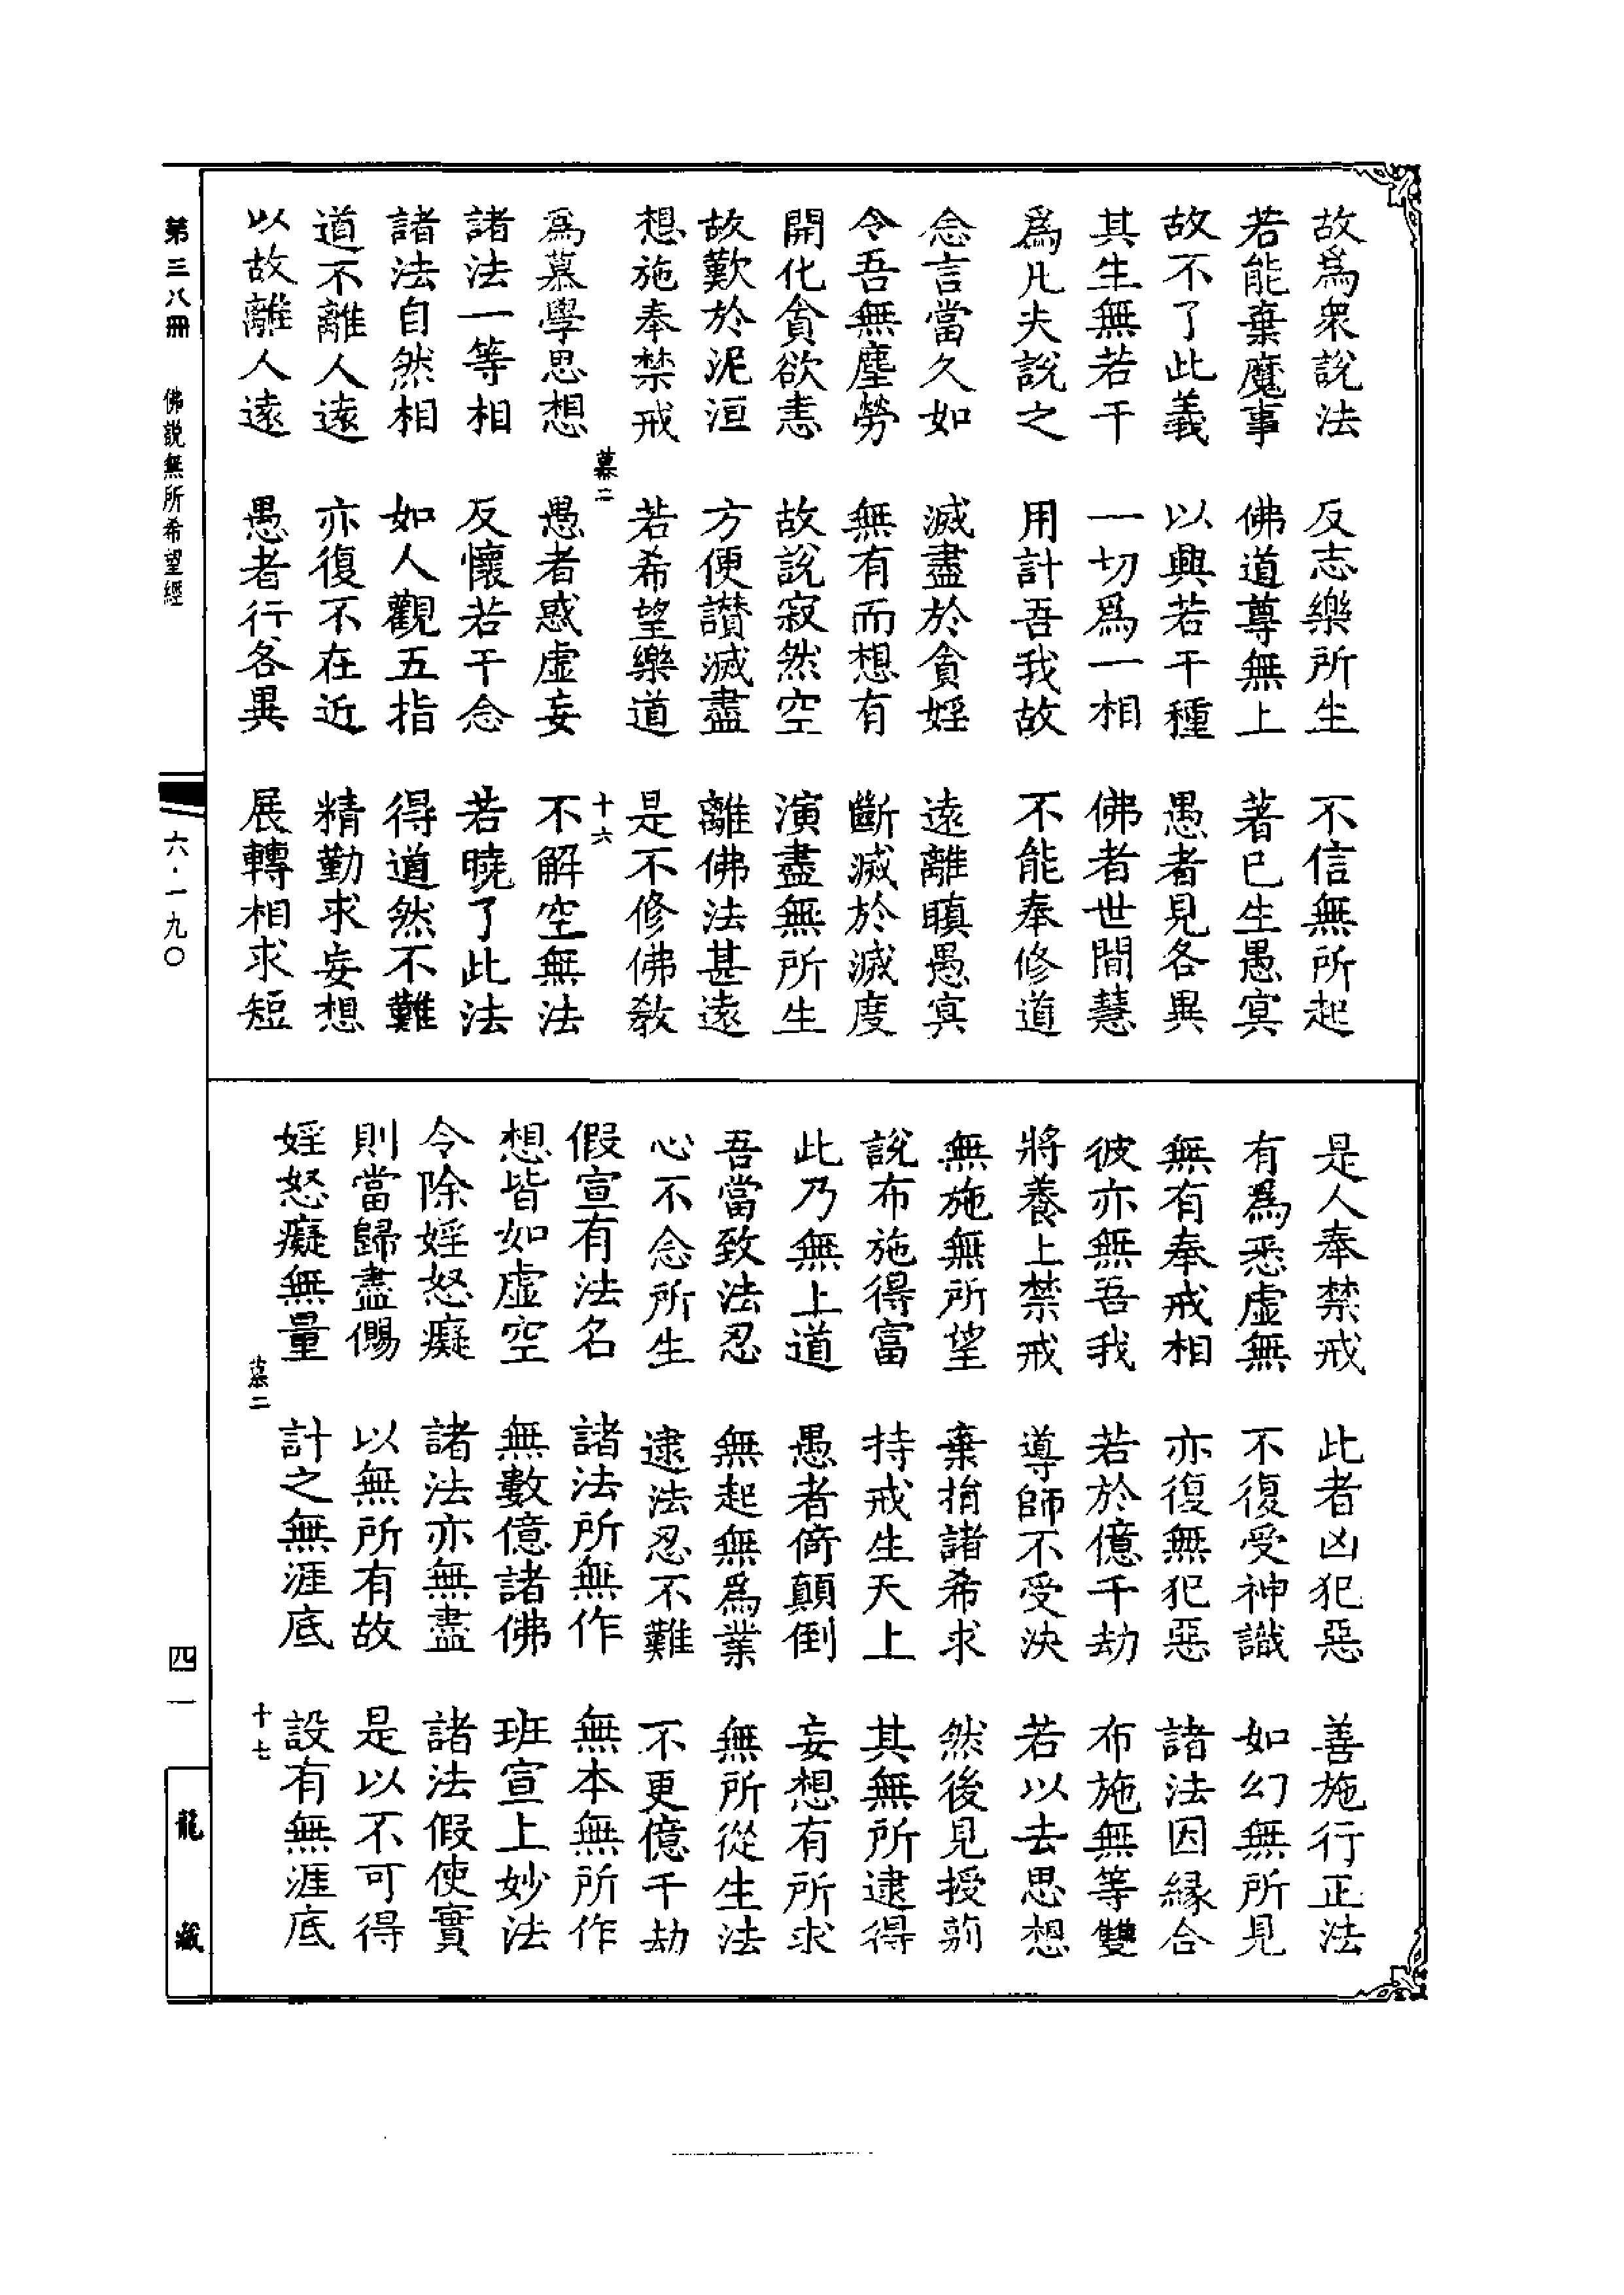 故爲衆說法　反志樂所生　不信無所起
若能棄魔事　佛道尊無上　著已生愚冥
故不了此義　以興若干種　愚者見各異
其生無若干　一切爲一相　佛者世間慧
爲凡夫說之　用計吾我故　不能奉修道
念言當久如　滅盡於貪婬　遠離瞋愚冥
令吾無塵勞　無有而想有　斷滅於滅度
開化貪欲恚　故說寂然空　演盡無所生
故歎於泥洹　方便讃滅盡　離佛法甚遠
想施奉禁戒　若希望樂道　是不修佛教
慕二　十六
爲慕學思想　愚者惑虛妄　不解空無法
諸法一等相　反懷若干念　若曉了此法
諸法自然相　如人觀五指　得道然不難
道不離人遠　亦復不在近　精勤求妄想
以故離人遠　愚者行各異　展轉相求短
是人奉禁戒　此者凶犯惡　善施行正法
有爲悉虛無　不復受神識　如幻無所見
無有奉戒相　亦復無犯惡　諸法因縁合
彼亦無吾我　若於億千劫　布施無等雙
將養上禁戒　導師不受決　若以去思想
無施無所望　棄捐諸希求　然後見授莂
說布施得富　持戒生天上　其無所逮得
此乃無上道　愚者倚顛倒　妄想有所求
吾當致法忍　無起無爲業　無所從生法
心不念所生　逮法忍不難　不更億千劫
假宣有法名　諸法所無作　無本無所作
想皆如虛空　無數億諸佛　班宣上妙法
令除婬怒癡　諸法亦無盡　諸法假使實
則當歸盡㑥　以無所有故　是以不可得
婬怒癡無量　計之無涯底　設有無涯底
慕二　十七
第三八冊　佛說無所希望經　六·一九〇　四一　龍藏